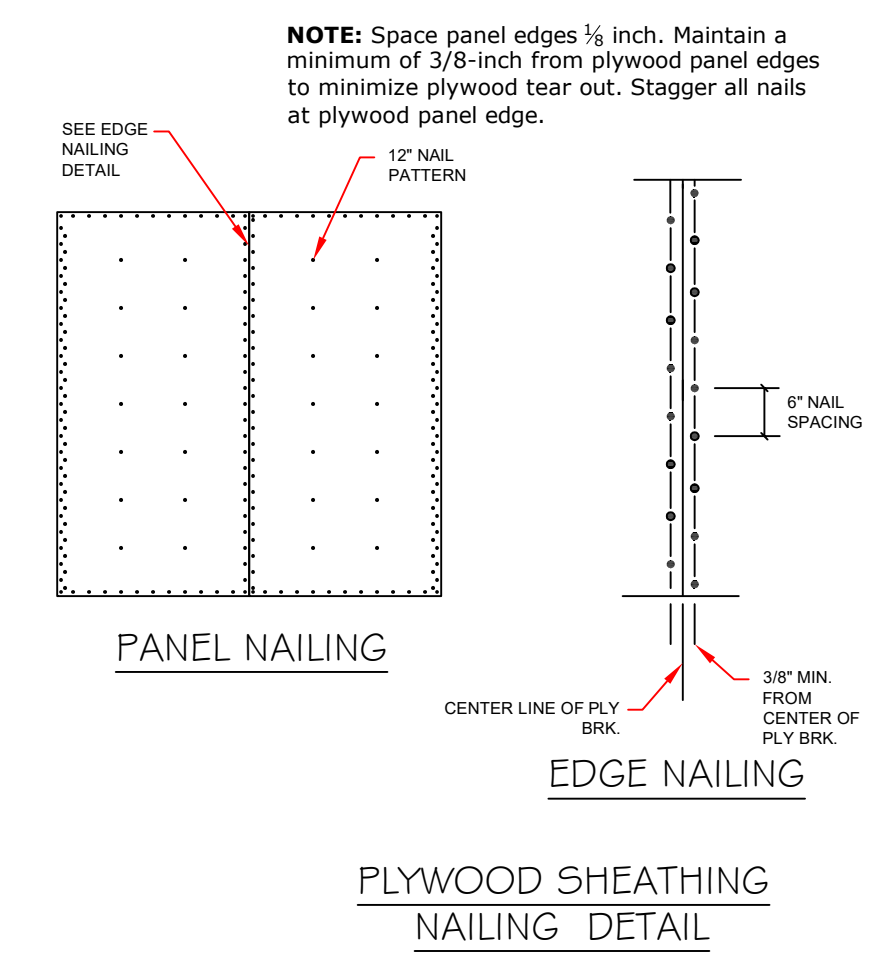 NOTE: Space panel edges ⅛ inch. Maintain a
minimum of 3/8-inch from plywood panel edges
to minimize plywood tear out. Stagger all nails
at plywood panel edge.
SEE EDGE
NAILING
DETAIL
12" NAIL
PATTERN
6" NAIL
SPACING
PANEL NAILING
CENTER LINE OF PLY
BRK.
3/8" MIN.
FROM
CENTER OF
PLY BRK.
EDGE NAILING
PLYWOOD SHEATHING
NAILING DETAIL